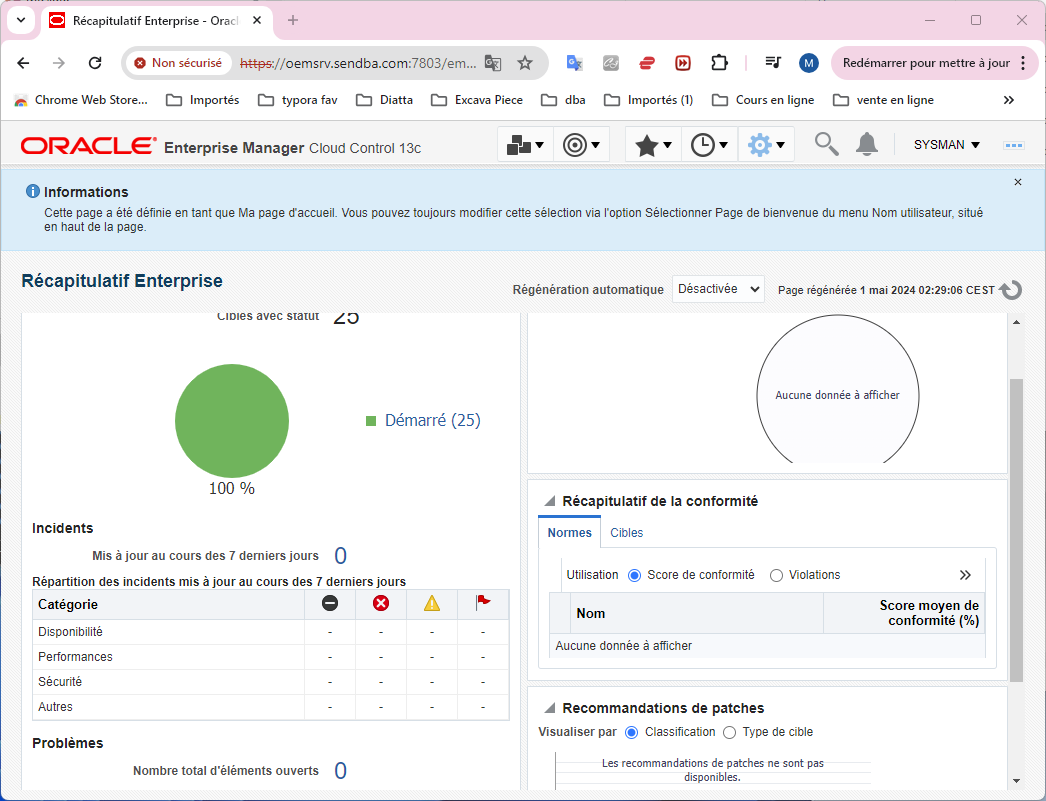 Récapitulatif Enterprise - Orac
Non sécurisé
https://oemsrv.sendba.com:7803/em...
M
Redémarrer pour mettre à jour
Chrome Web Store...
Importés
typora fav
Diatta
Excava Piece
dba
Importés (1)
Cours en ligne
vente en ligne
ORACLE Enterprise Manager Cloud Control 13c
SYSMAN
Informations
Cette page a été définie en tant que Ma page d'accueil. Vous pouvez toujours modifier cette sélection via l'option Sélectionner Page de bienvenue du menu Nom utilisateur, situé
en haut de la page.
Récapitulatif Enterprise
Régénération automatique
Désactivée
Page régénérée 1 mai 2024 02:29:06 CEST
Cibles avec statut 25
Démarré (25)
100 %
Incidents
Mis à jour au cours des 7 derniers jours 0
Répartition des incidents mis à jour au cours des 7 derniers jours
Catégorie
Disponibilité - - - -
Performances - - - -
Sécurité - - - -
Autres - - - -
Problèmes
Nombre total d'éléments ouverts 0
Aucune donnée à afficher
Récapitulatif de la conformité
Normes
Cibles
Utilisation
Score de conformité
Violations
Nom
Score moyen de
conformité (%)
Aucune donnée à afficher
Recommandations de patches
Visualiser par
Classification
Type de cible
Les recommandations de patches ne sont pas
disponibles.